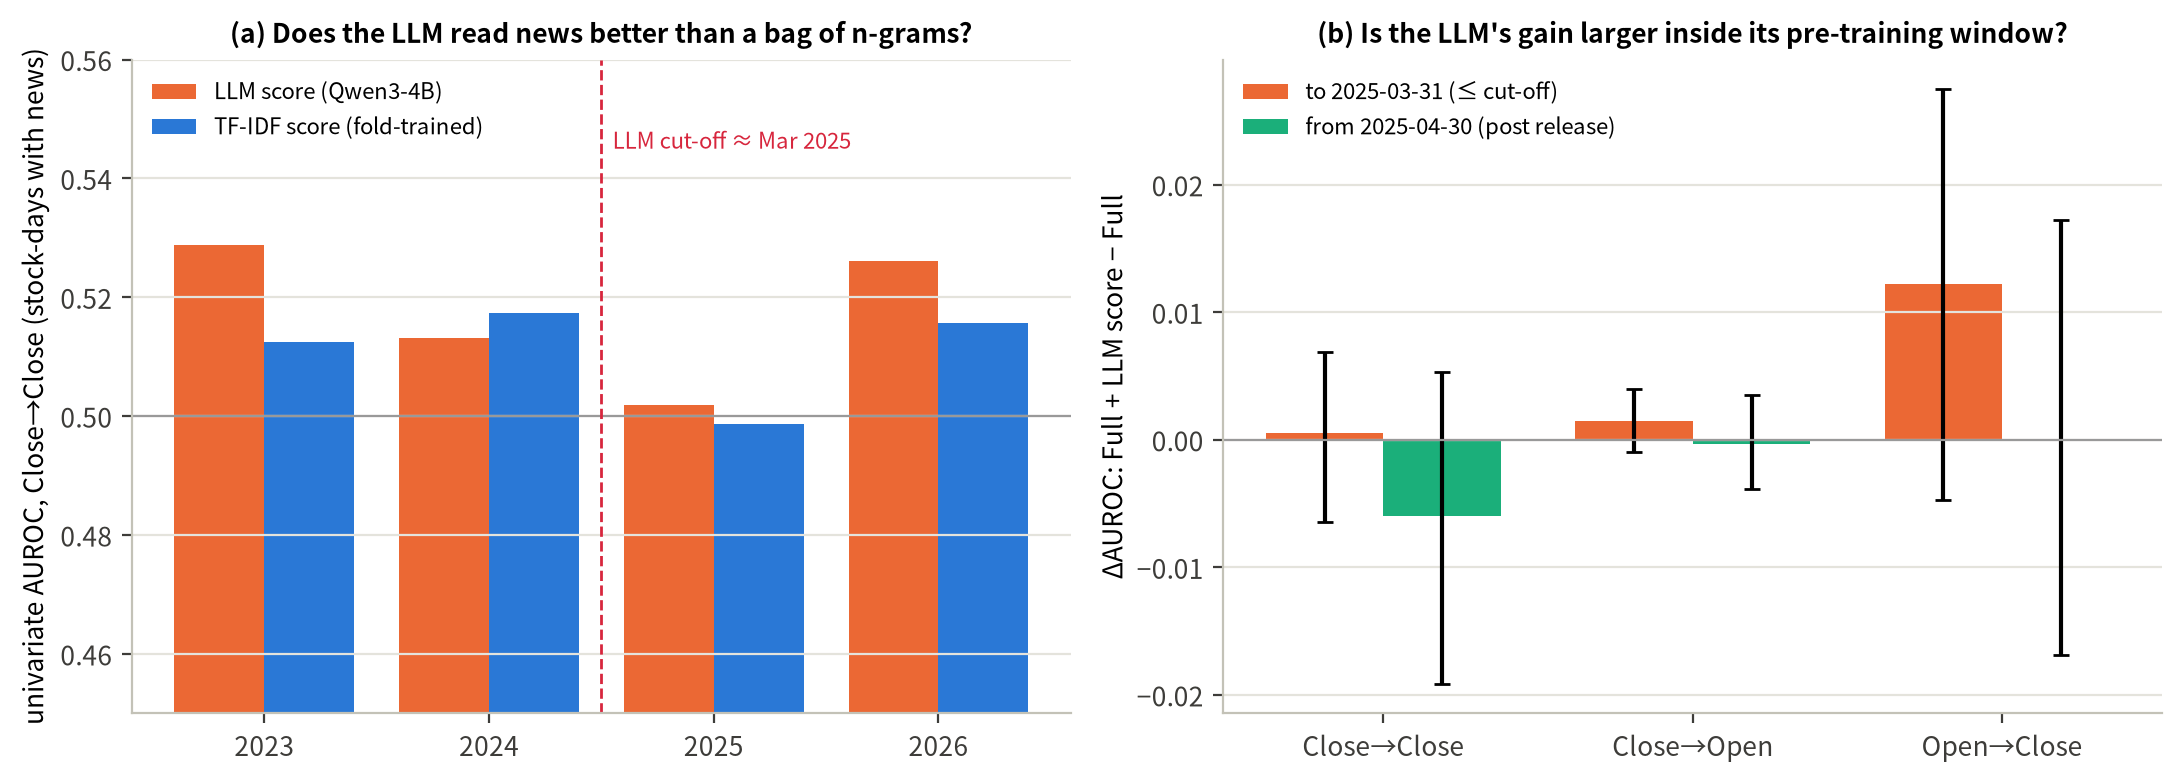 (a) Does the LLM read news better than a bag of n-grams?
univariate AUROC, Close→Close (stock-days with news)
0.56
0.54
0.52
0.50
0.48
0.46
LLM score (Qwen3-4B)
TF-IDF score (fold-trained)
LLM cut-off ≈ Mar 2025
2023
2024
2025
2026
(b) Is the LLM's gain larger inside its pre-training window?
ΔAUROC: Full + LLM score − Full
0.02
0.01
0.00
−0.01
−0.02
to 2025-03-31 (≤ cut-off)
from 2025-04-30 (post release)
Close→Close
Close→Open
Open→Close